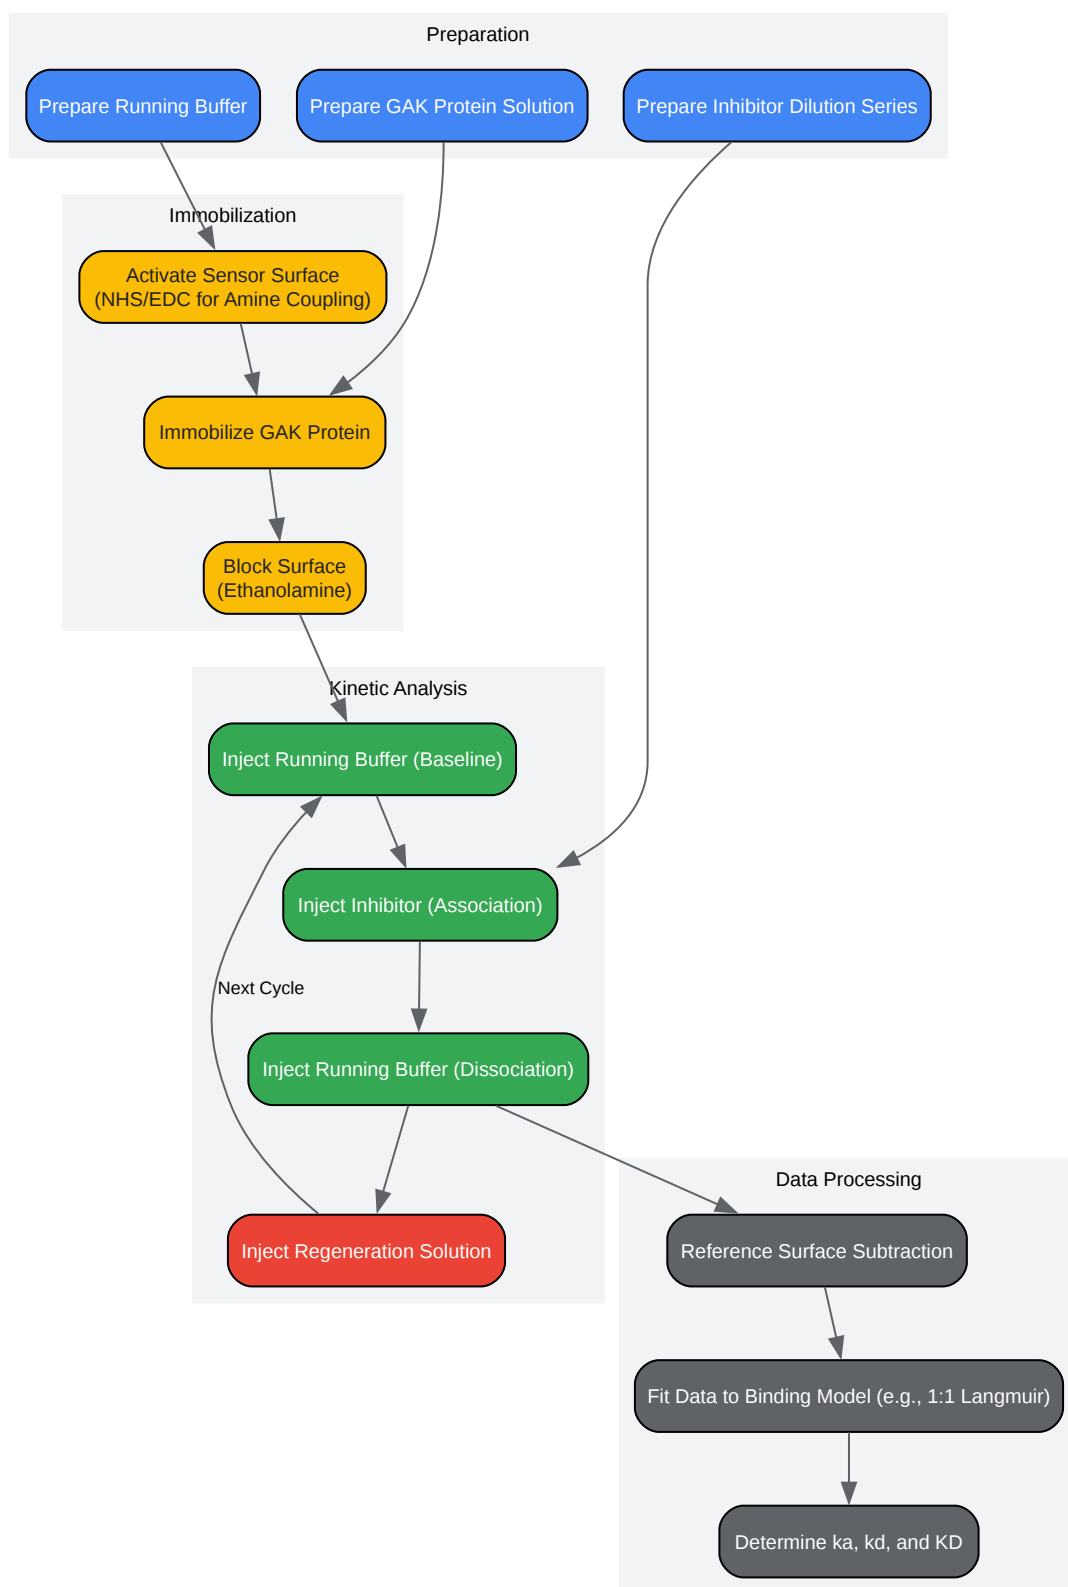 Preparation
Prepare Running Buffer
Prepare GAK Protein Solution
Prepare Inhibitor Dilution Series
Immobilization
Activate Sensor Surface
(NHS/EDC for Amine Coupling)
Immobilize GAK Protein
Block Surface
(Ethanolamine)
Kinetic Analysis
Inject Running Buffer (Baseline)
Inject Inhibitor (Association)
Next Cycle
Inject Running Buffer (Dissociation)
Inject Regeneration Solution
Data Processing
Reference Surface Subtraction
Fit Data to Binding Model (e.g., 1:1 Langmuir)
Determine ka, kd, and KD